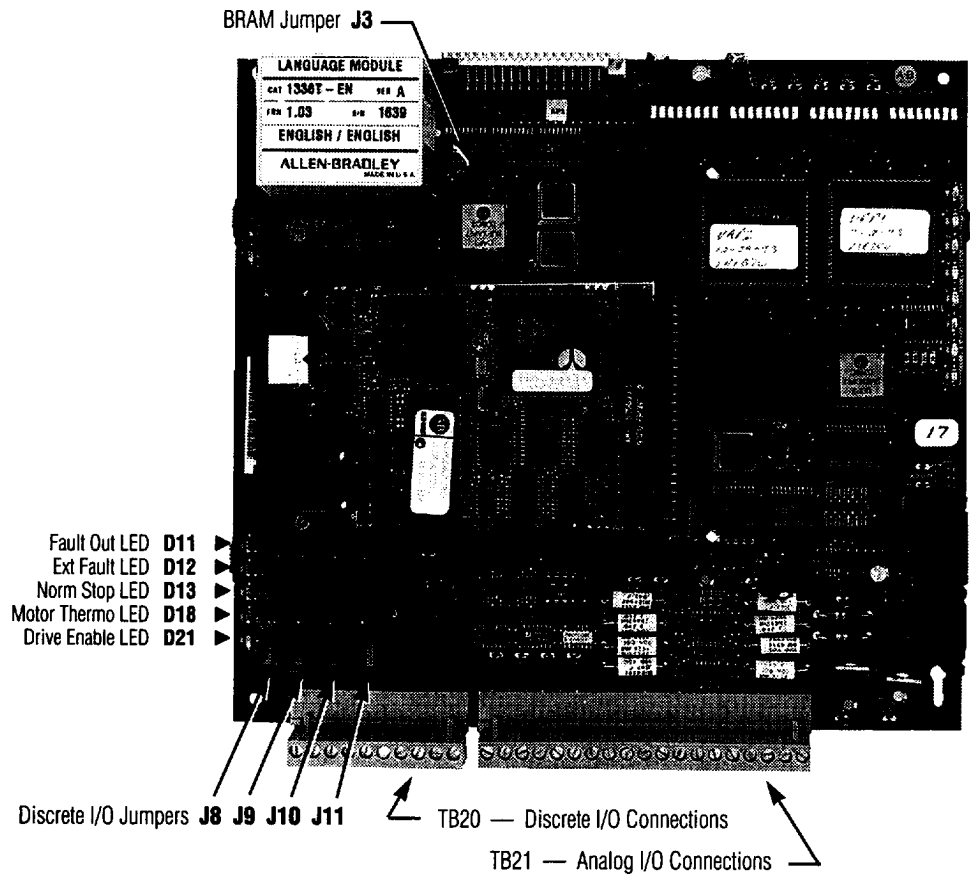 BRAM Jumper J3
LANGUAGE MODULE
CAT 1336T - EN SER A
FRN 1.03 S/N 1639
ENGLISH / ENGLISH
ALLEN-BRADLEY
MADE IN U.S.A
17
Fault Out LED D11
Ext Fault LED D12
Norm Stop LED D13
Motor Thermo LED D18
Drive Enable LED D21
Discrete I/O Jumpers J8 J9 J10 J11
TB20 — Discrete I/O Connections
TB21 — Analog I/O Connections